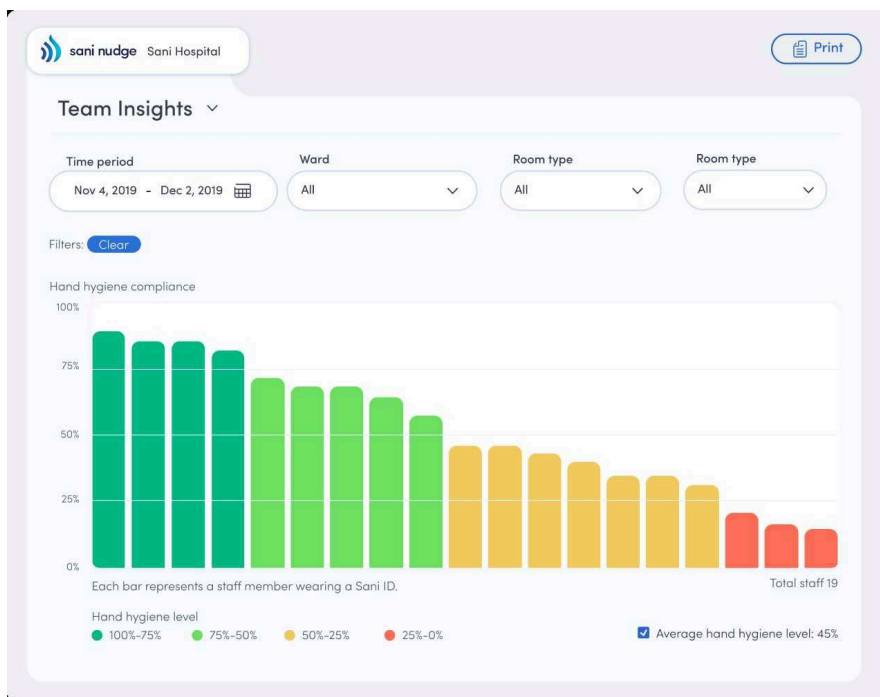 sani nudge Sani Hospital
Print
Team Insights
Time period
Ward
Room type
Room type
Nov 4, 2019 - Dec 2, 2019
All
All
All
Filters: Clear
Hand hygiene compliance
100%
75%
50%
25%
0%
Each bar represents a staff member wearing a Sani ID.
Total staff 19
Hand hygiene level
100%-75%
75%-50%
50%-25%
25%-0%
Average hand hygiene level: 45%